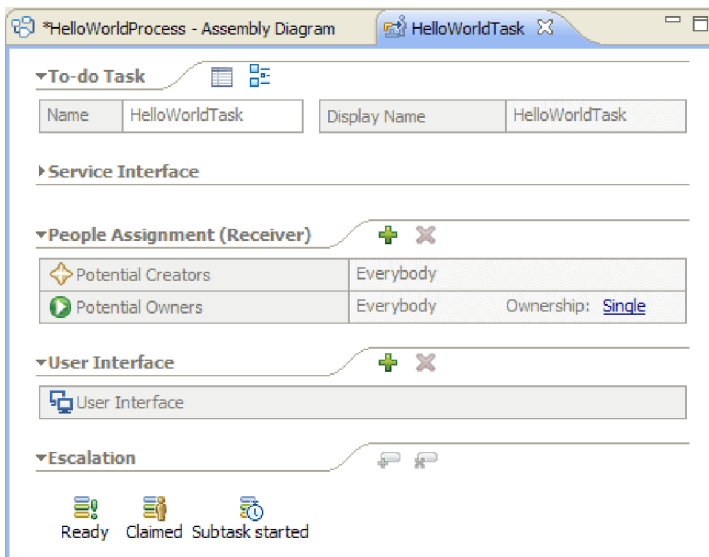 *HelloWorldProcess - Assembly Diagram HelloWorldTask
To-do Task
Name HelloWorldTask Display Name HelloWorldTask
Service Interface
People Assignment (Receiver)
Potential Creators Everybody
Potential Owners Everybody Ownership: Single
User Interface
User Interface
Escalation
Ready Claimed Subtask started